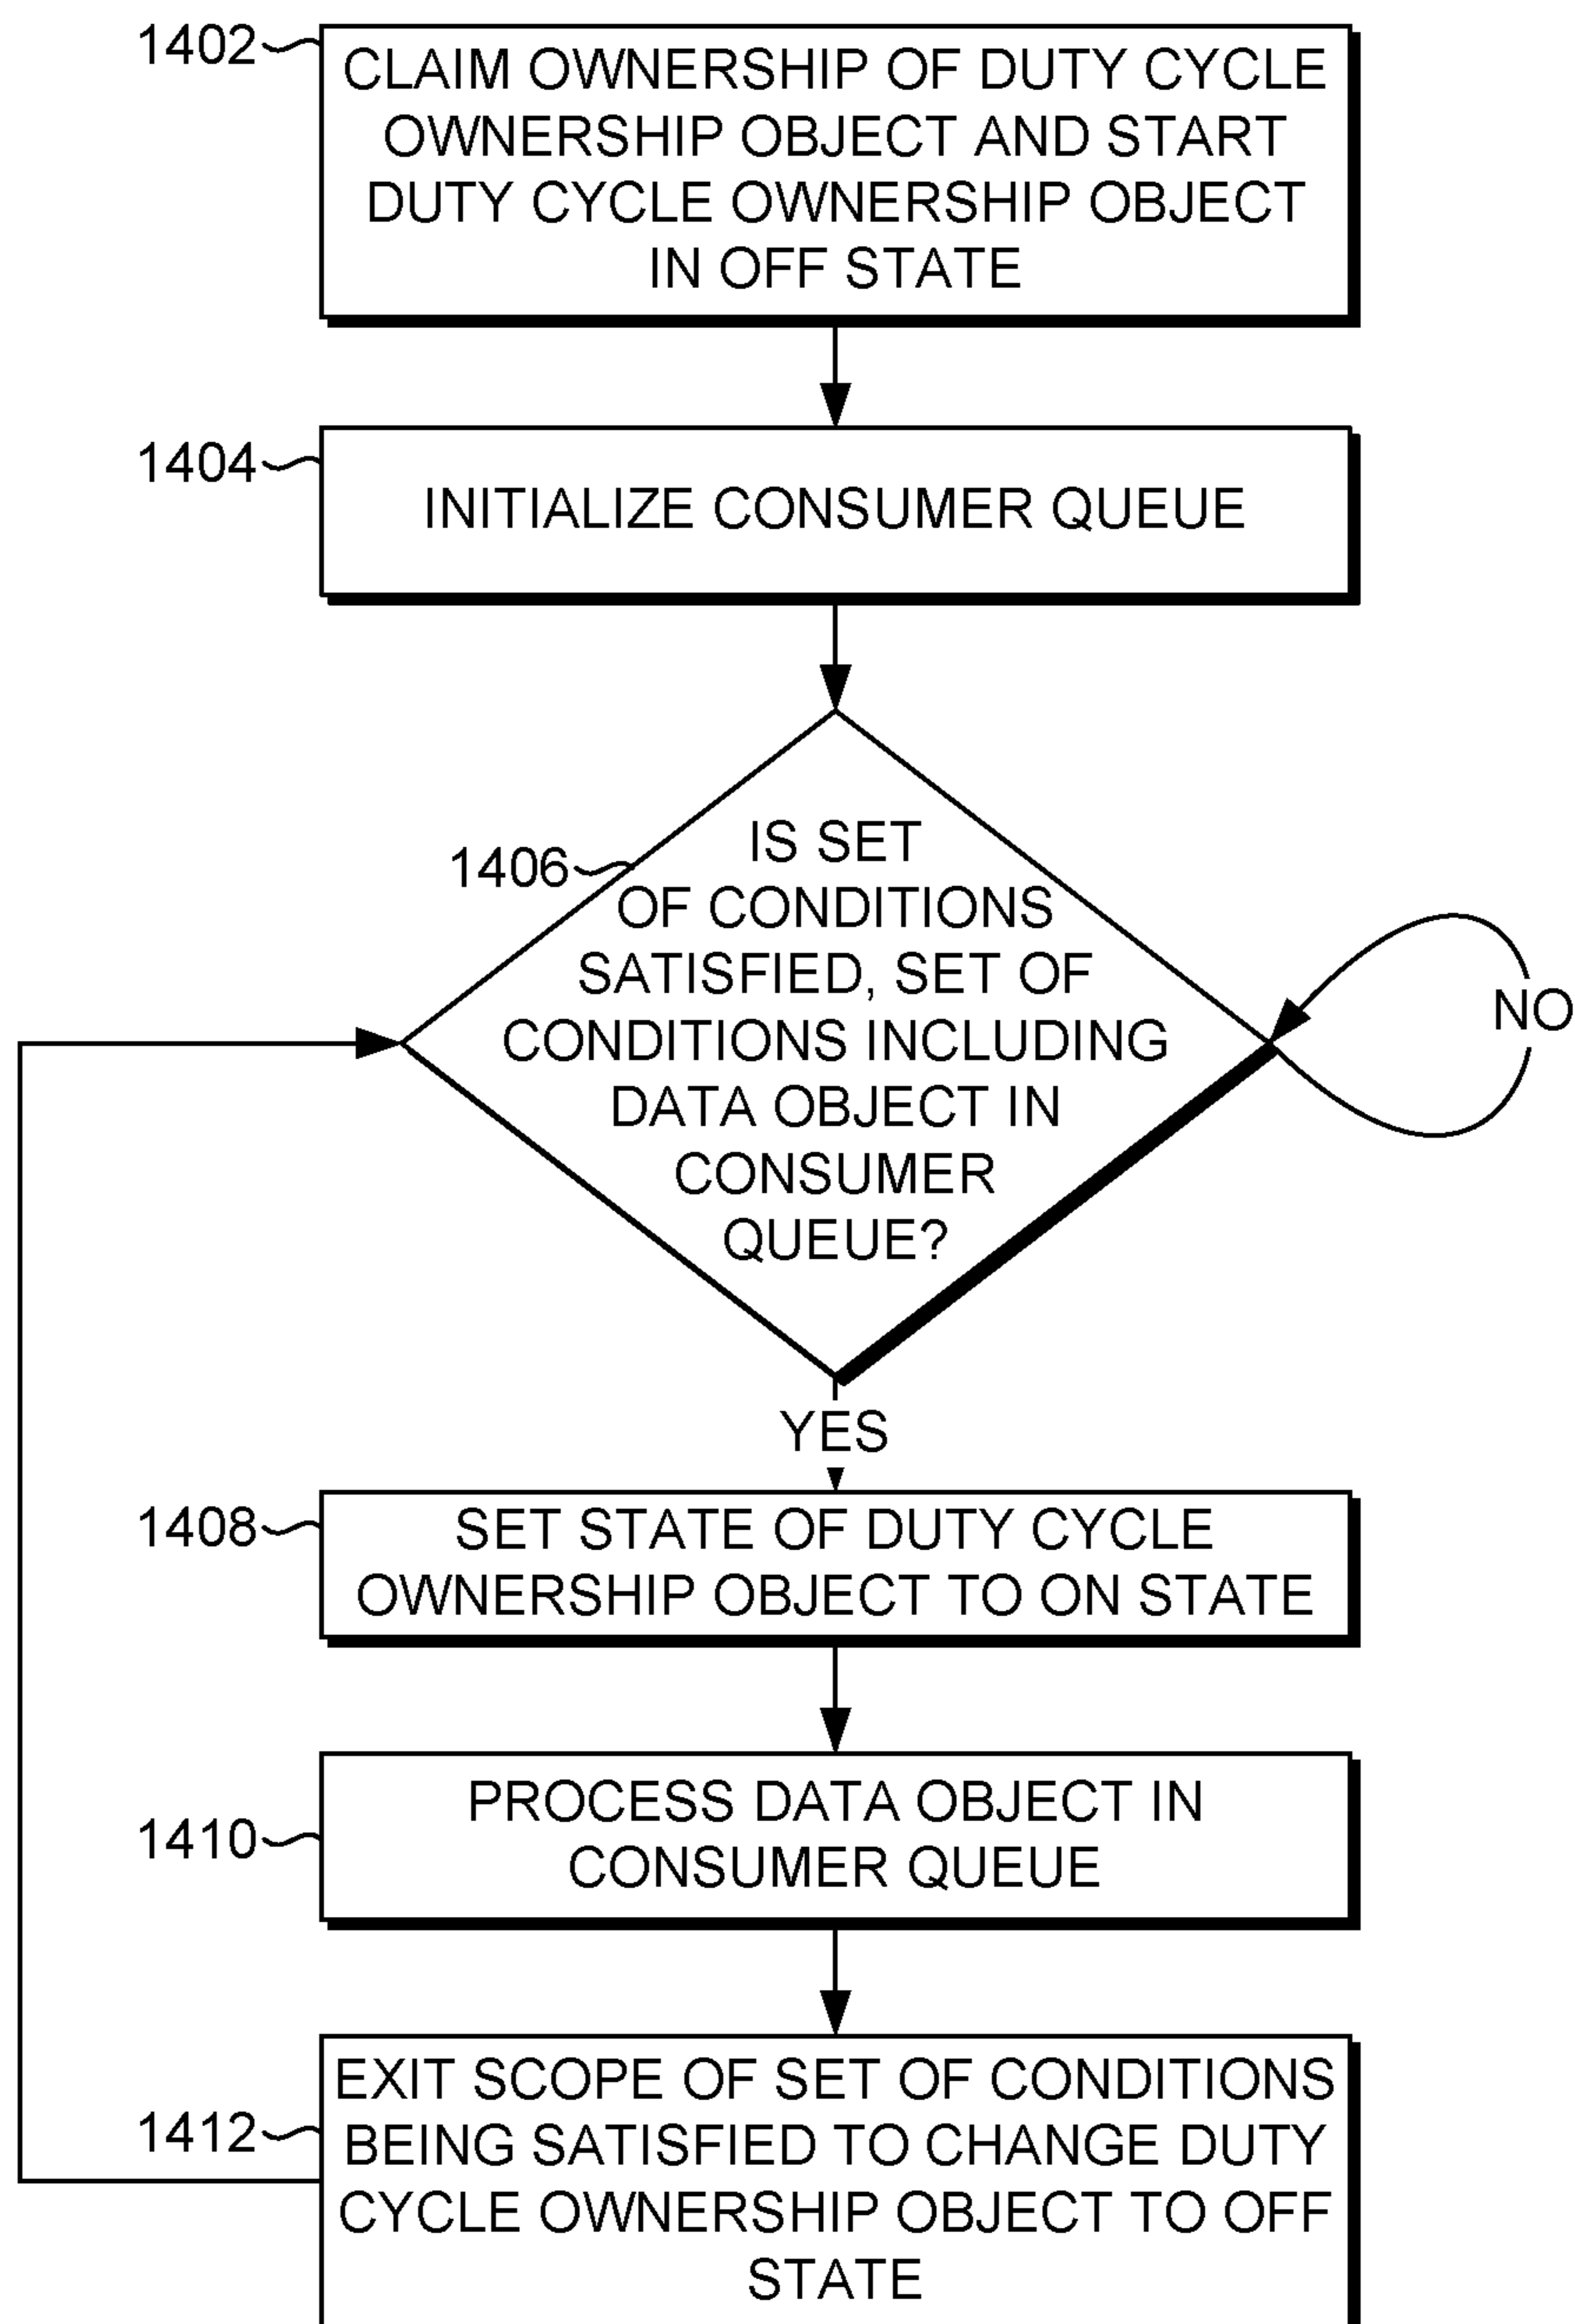 1402
CLAIM OWNERSHIP OF DUTY CYCLE
OWNERSHIP OBJECT AND START
DUTY CYCLE OWNERSHIP OBJECT
IN OFF STATE
1404
INITIALIZE CONSUMER QUEUE
1406
IS SET
OF CONDITIONS
SATISFIED, SET OF
CONDITIONS INCLUDING
DATA OBJECT IN
CONSUMER
QUEUE?
NO
YES
1408
SET STATE OF DUTY CYCLE
OWNERSHIP OBJECT TO ON STATE
1410
PROCESS DATA OBJECT IN
CONSUMER QUEUE
1412
EXIT SCOPE OF SET OF CONDITIONS
BEING SATISFIED TO CHANGE DUTY
CYCLE OWNERSHIP OBJECT TO OFF
STATE